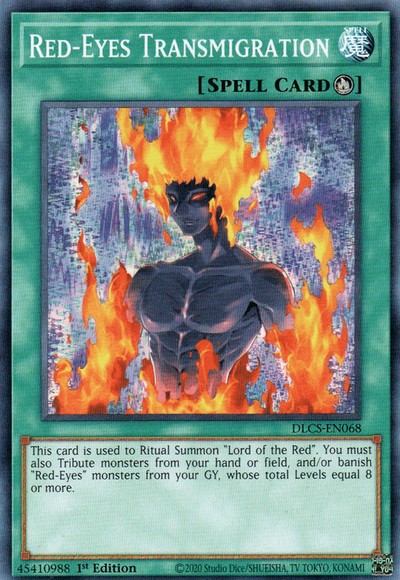 RED-EYES TRANSMIGRATION
SPELL
魔
[SPELL CARD]
DLCS-EN068
This card is used to Ritual Summon "Lord of the Red". You must
also Tribute monsters from your hand or field, and/or banish
"Red-Eyes" monsters from your GY, whose total Levels equal 8
or more.
45410988 1st Edition ©2020 Studio Dice/SHUEISHA, TV TOKYO, KONAMI